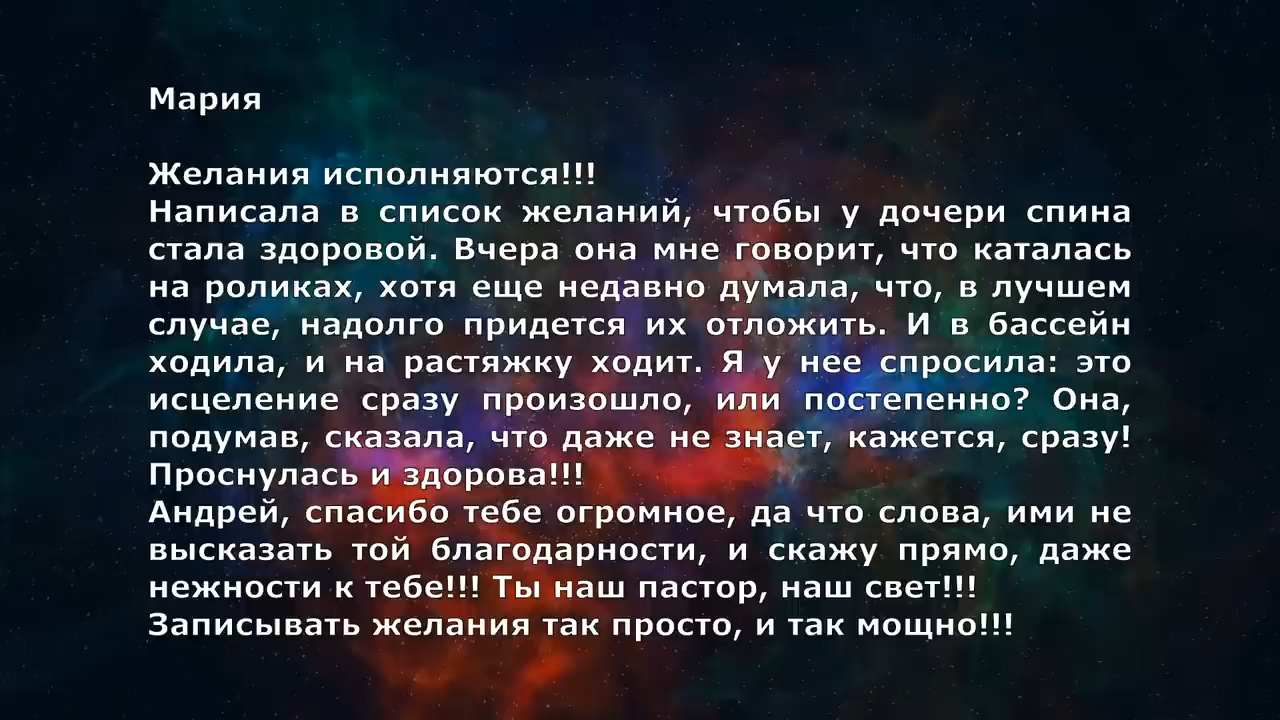 Мария
Желания исполняются!!!
Написала в список желаний, чтобы у дочери спина
стала здоровой. Вчера она мне говорит, что каталась
на роликах, хотя еще недавно думала, что, в лучшем
случае, надолго придется их отложить. И в бассейн
ходила, и на растяжку ходит. Я у нее спросила: это
исцеление сразу произошло, или постепенно? Она,
подумав, сказала, что даже не знает, кажется, сразу!
Проснулась и здорова!!!
Андрей, спасибо тебе огромное, да что слова, ими не
высказать той благодарности, и скажу прямо, даже
нежности к тебе!!! Ты наш пастор, наш свет!!!
Записывать желания так просто, и так мощно!!!